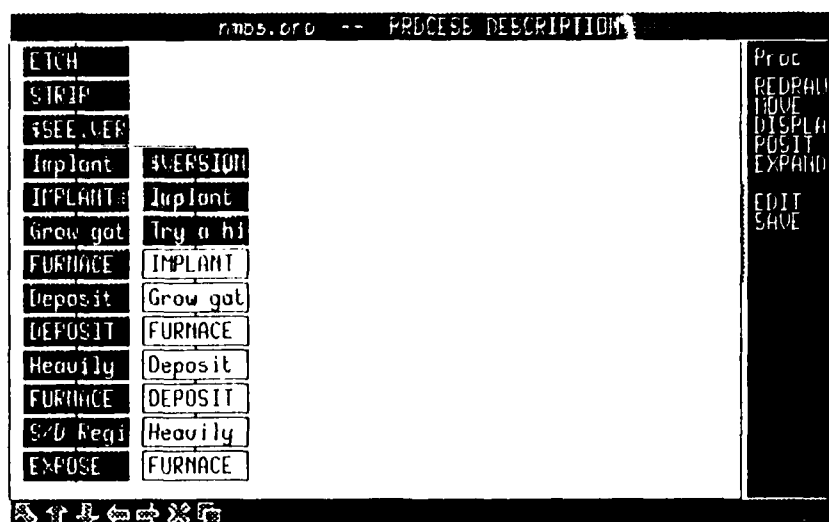 nmos.pro -- PROCESS DESCRIPTION
ETCH
STRIP
$SEE.VER
Implant
IMPLANT
Grow gat
FURNACE
Deposit
DEPOSIT
Heavily
FURNACE
S/D Regi
EXPOSE
$VERSION
Implant
Try a hi
IMPLANT
Grow gat
FURNACE
Deposit
DEPOSIT
Heavily
FURNACE
Proc
REDRAW
MOVE
DISPLA
POSIT
EXPAND
EDIT
SAVE